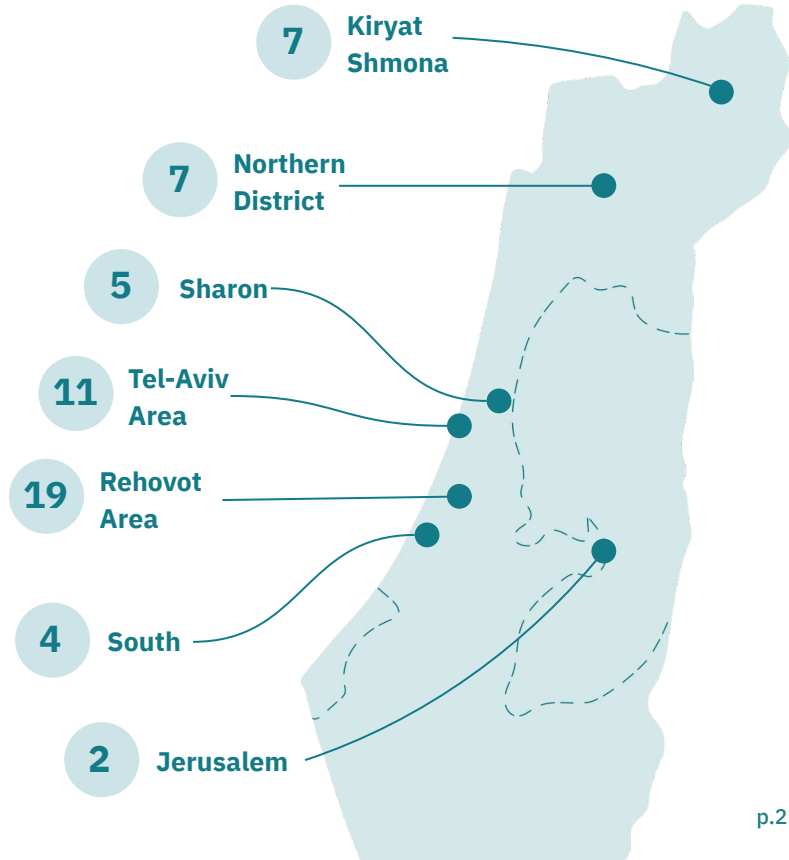 7
Kiryat
Shmona
7
Northern
District
5
Sharon
11
Tel-Aviv
Area
19
Rehovot
Area
4
South
2
Jerusalem
p.2